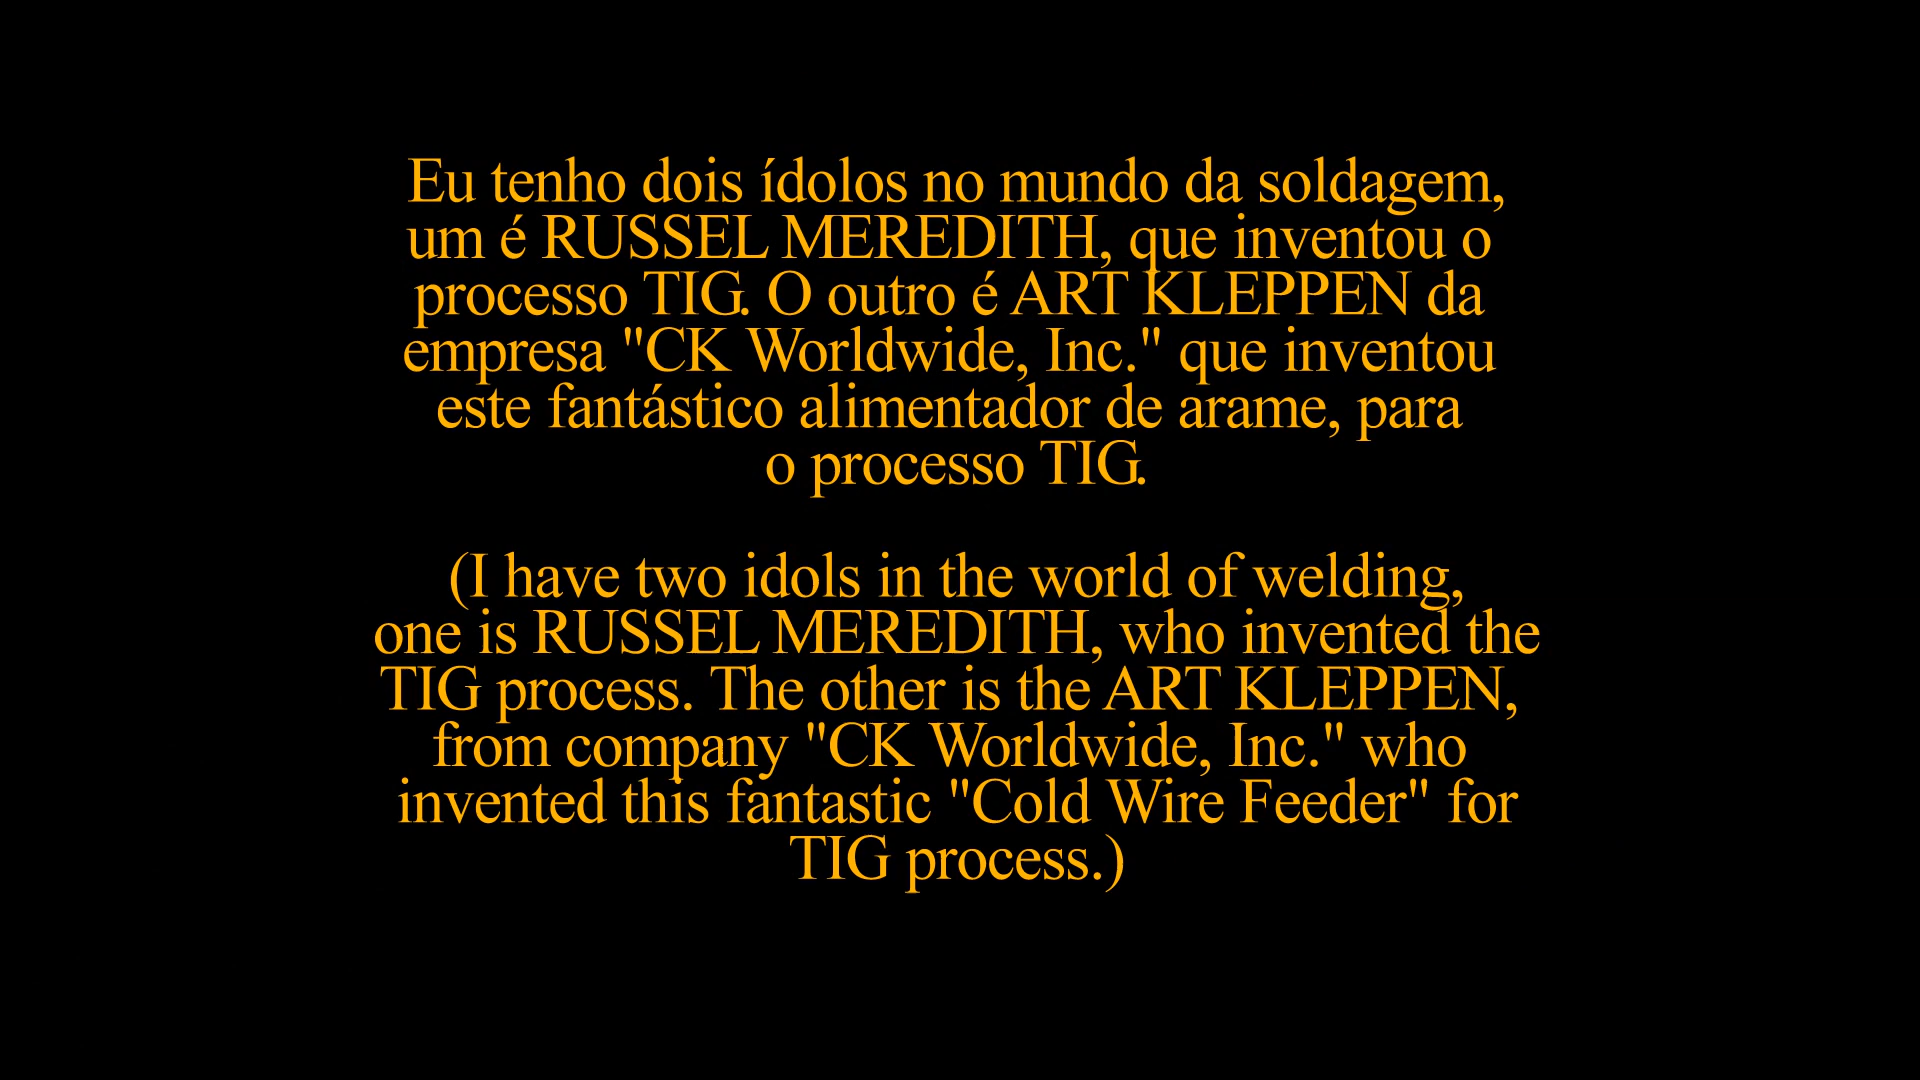 Eu tenho dois ídolos no mundo da soldagem,
um é RUSSEL MEREDITH, que inventou o
processo TIG. O outro é ART KLEPPEN da
empresa "CK Worldwide, Inc." que inventou
este fantástico alimentador de arame, para
o processo TIG.
(I have two idols in the world of welding,
one is RUSSEL MEREDITH, who invented the
TIG process. The other is the ART KLEPPEN,
from company "CK Worldwide, Inc." who
invented this fantastic "Cold Wire Feeder" for
TIG process.)